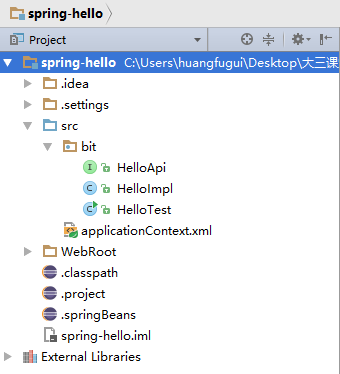 spring-hello
Project
spring-hello C:\Users\huangfugui\Desktop\大三课
.idea
.settings
src
bit
HelloApi
HelloImpl
HelloTest
applicationContext.xml
WebRoot
.classpath
.project
.springBeans
spring-hello.iml
External Libraries